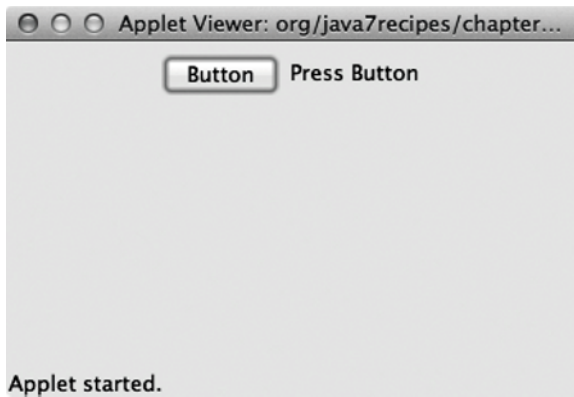 Applet Viewer: org/java7recipes/chapter...
Button Press Button
Applet started.